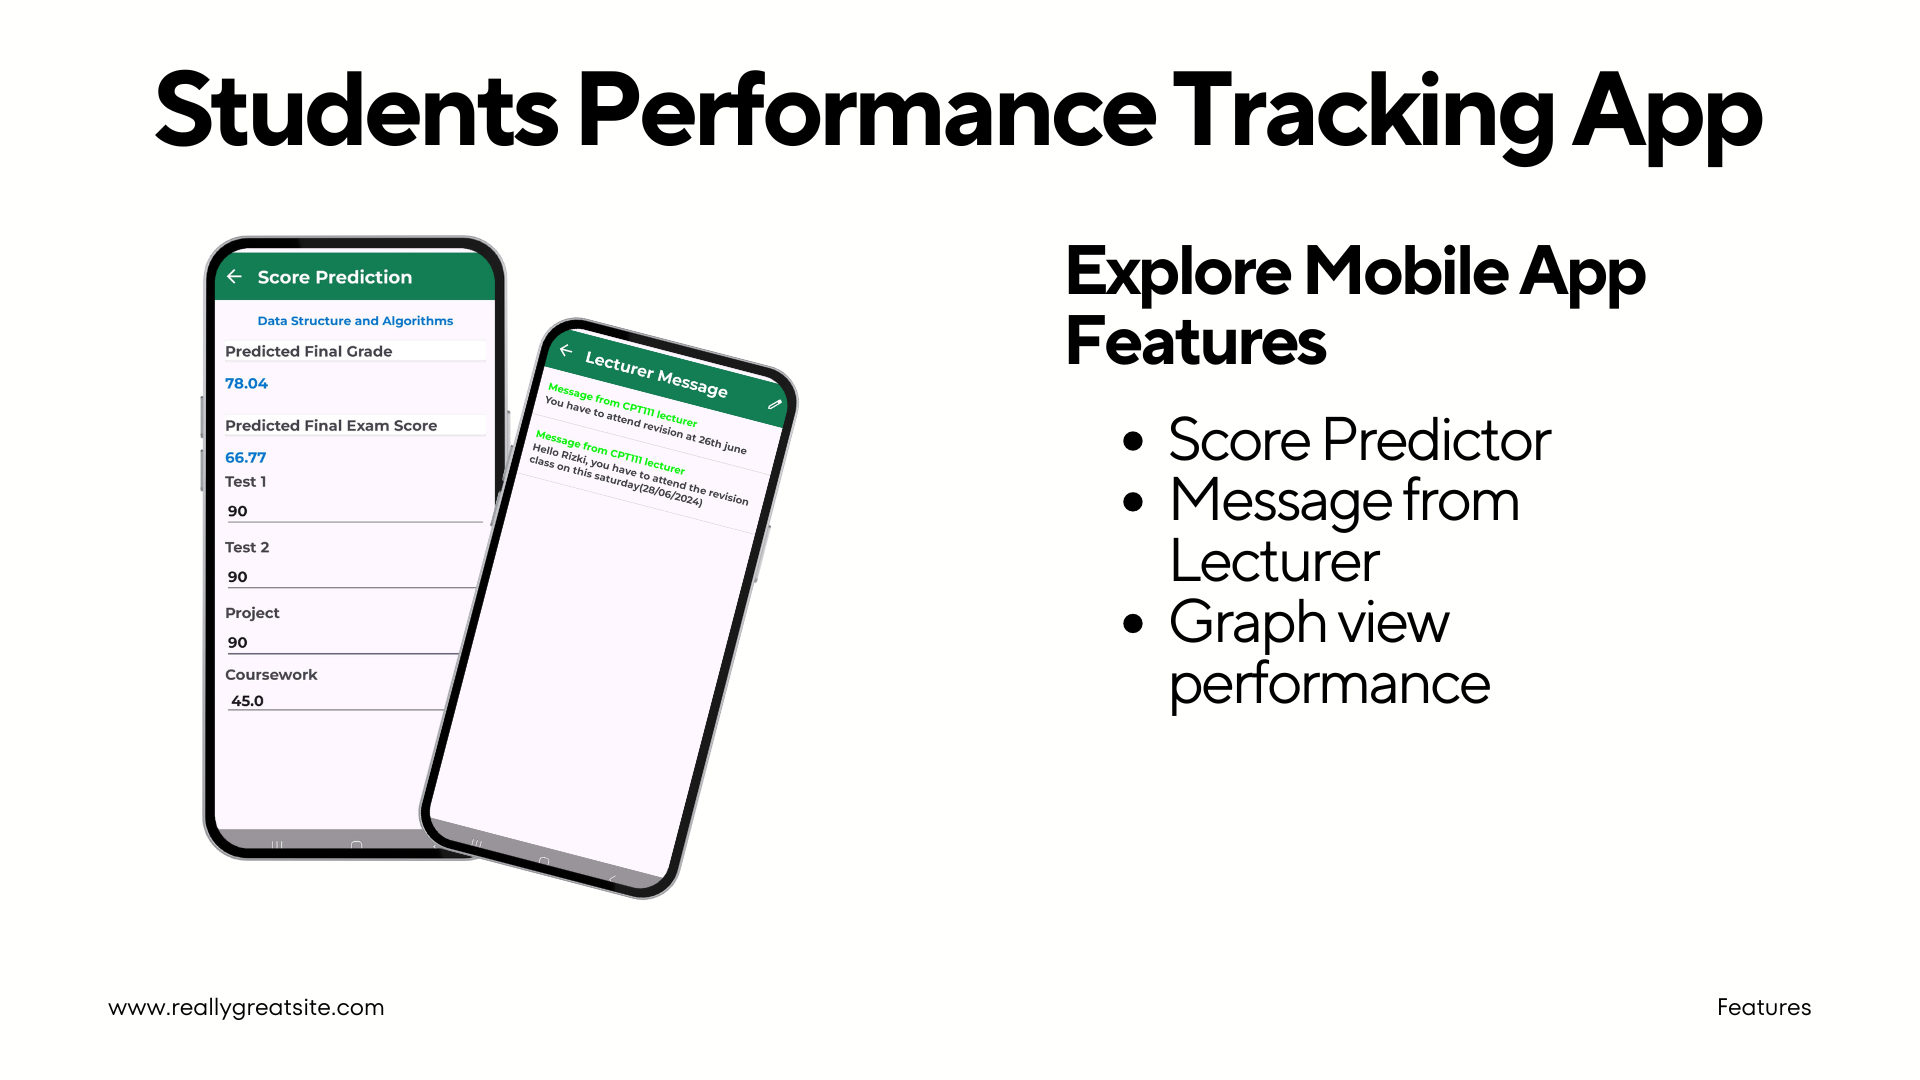 Students Performance Tracking App
Score Prediction
Data Structure and Algorithms
Predicted Final Grade
78.04
Predicted Final Exam Score
66.77
Test 1
90
Test 2
90
Project
90
Coursework
45.0
Lecturer Message
Message from CPT111 lecturer
You have to attend revision at 26th june
Message from CPT111 lecturer
Hello Rizki, you have to attend the revision
class on this saturday(28/06/2024)
Explore Mobile App
Features
• Score Predictor
• Message from
Lecturer
• Graph view
performance
www.reallygreatsite.com
Features